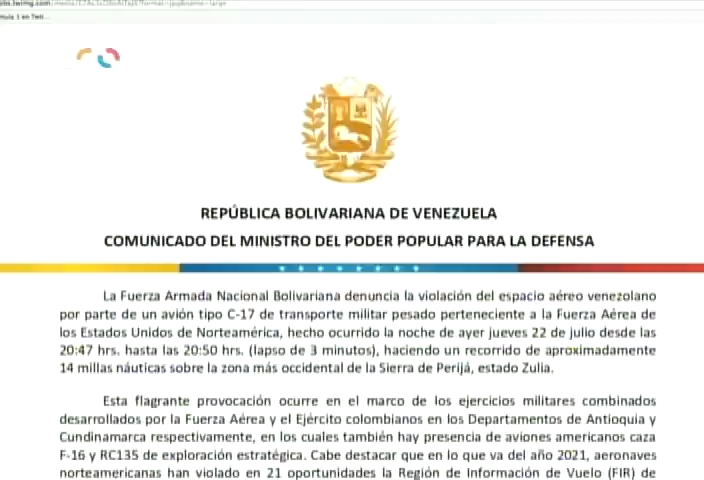 REPÚBLICA BOLIVARIANA DE VENEZUELA
COMUNICADO DEL MINISTRO DEL PODER POPULAR PARA LA DEFENSA
La Fuerza Armada Nacional Bolivariana denuncia la violación del espacio aéreo venezolano
por parte de un avión tipo C-17 de transporte militar pesado perteneciente a la Fuerza Aérea de
los Estados Unidos de Norteamérica, hecho ocurrido la noche de ayer jueves 22 de julio desde las
20:47 hrs. hasta las 20:50 hrs. (lapso de 3 minutos), haciendo un recorrido de aproximadamente
14 millas náuticas sobre la zona más occidental de la Sierra de Perijá, estado Zulia.
Esta flagrante provocación ocurre en el marco de los ejercicios militares combinados
desarrollados por la Fuerza Aérea y el Ejército colombianos en los Departamentos de Antioquia y
Cundinamarca respectivamente, en los cuales también hay presencia de aviones americanos caza
F-16 y RC135 de exploración estratégica. Cabe destacar que en lo que va del año 2021, aeronaves
norteamericanas han violado en 21 oportunidades la Región de Información de Vuelo (FIR) de